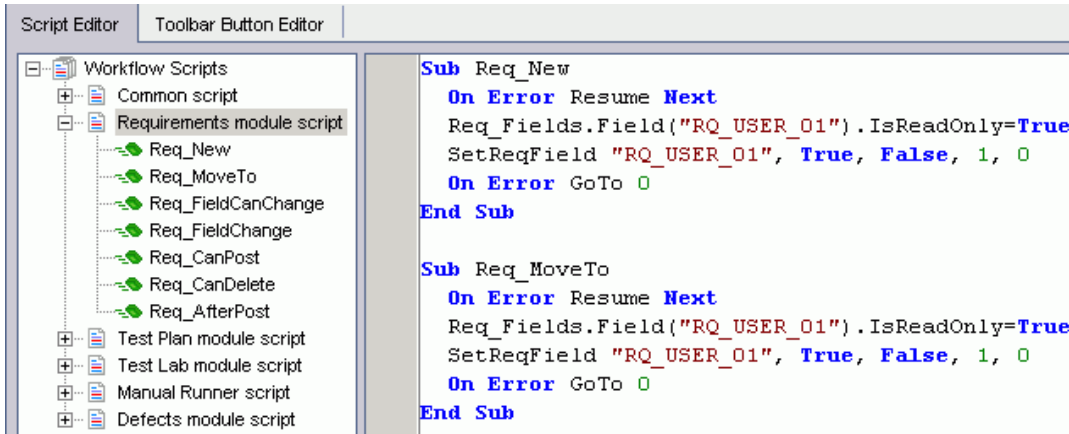 Script Editor
Toolbar Button Editor
Workflow Scripts
Common script
Requirements module script
Req_New
Req_MoveTo
Req_FieldCanChange
Req_FieldChange
Req_CanPost
Req_CanDelete
Req_AfterPost
Test Plan module script
Test Lab module script
Manual Runner script
Defects module script
Sub Req_New
On Error Resume Next
Req_Fields.Field("RQ_USER_01").IsReadOnly=True
SetReqField "RQ_USER_01", True, False, 1, 0
On Error GoTo 0
End Sub
Sub Req_MoveTo
On Error Resume Next
Req_Fields.Field("RQ_USER_01").IsReadOnly=True
SetReqField "RQ_USER_01", True, False, 1, 0
On Error GoTo 0
End Sub